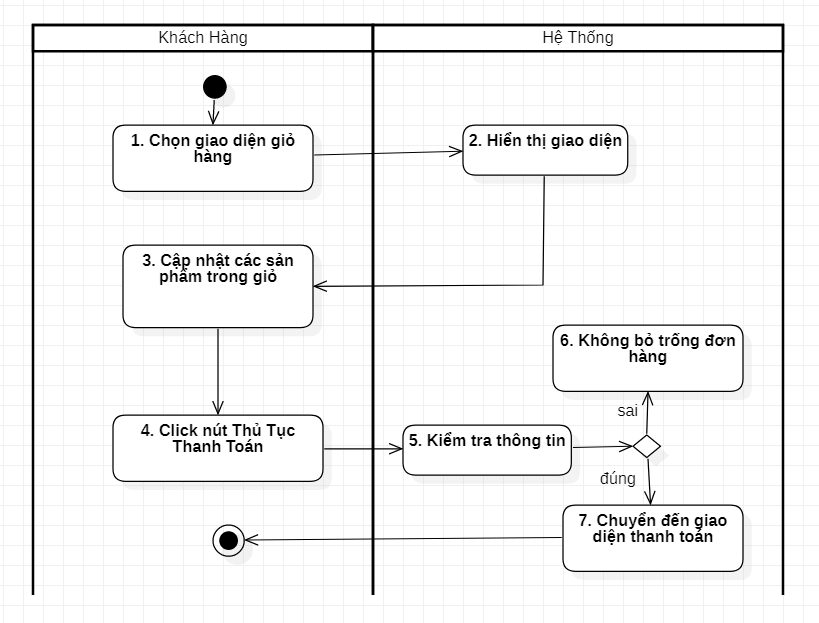 Khách Hàng
Hệ Thống
1. Chọn giao diện giỏ
hàng
2. Hiển thị giao diện
3. Cập nhật các sản
phẩm trong giỏ
6. Không bỏ trống đơn
hàng
sai
4. Click nút Thủ Tục
Thanh Toán
5. Kiểm tra thông tin
đúng
7. Chuyển đến giao
diện thanh toán